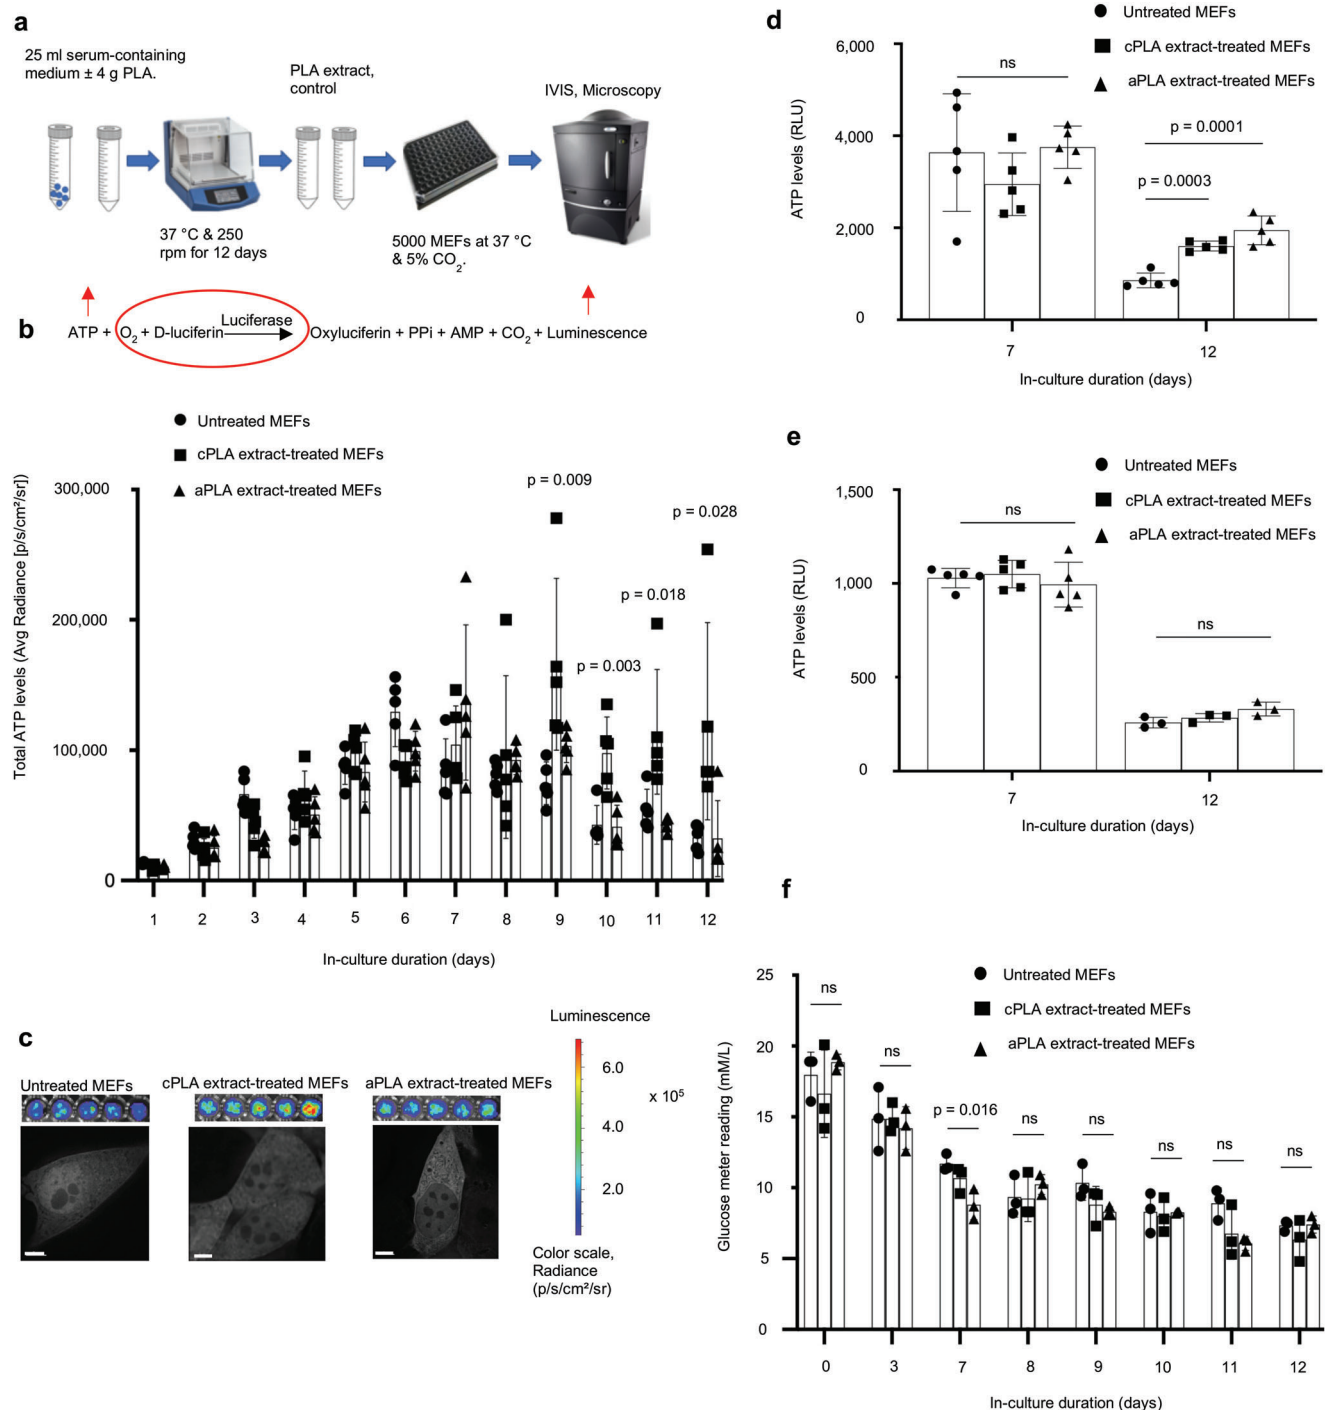 a
25 ml serum-containing
medium ± 4 g PLA.
PLA extract,
control
IVIS, Microscopy
37 °C & 250
rpm for 12 days
5000 MEFs at 37 °C
& 5% CO2.
b
ATP + O2 + D-luciferin Luciferase Oxyluciferin + PPi + AMP + CO2 + Luminescence
Untreated MEFs
cPLA extract-treated MEFs
aPLA extract-treated MEFs
Total ATP levels (Avg Radiance [p/s/cm²/sr])
300,000
200,000
100,000
0
p = 0.009
p = 0.028
p = 0.018
p = 0.003
1 2 3 4 5 6 7 8 9 10 11 12
In-culture duration (days)
c
Untreated MEFs
cPLA extract-treated MEFs
aPLA extract-treated MEFs
Luminescence
6.0
x 10⁵
4.0
2.0
Color scale,
Radiance
(p/s/cm²/sr)
d
Untreated MEFs
cPLA extract-treated MEFs
aPLA extract-treated MEFs
ATP levels (RLU)
6,000
4,000
2,000
0
ns
p = 0.0001
p = 0.0003
7 12
In-culture duration (days)
e
Untreated MEFs
cPLA extract-treated MEFs
aPLA extract-treated MEFs
ATP levels (RLU)
1,500
1,000
500
0
ns
ns
7 12
In-culture duration (days)
f
Untreated MEFs
cPLA extract-treated MEFs
aPLA extract-treated MEFs
Glucose meter reading (mM/L)
25
20
15
10
5
0
ns
ns
p = 0.016
ns
ns
ns
ns
ns
0 3 7 8 9 10 11 12
In-culture duration (days)